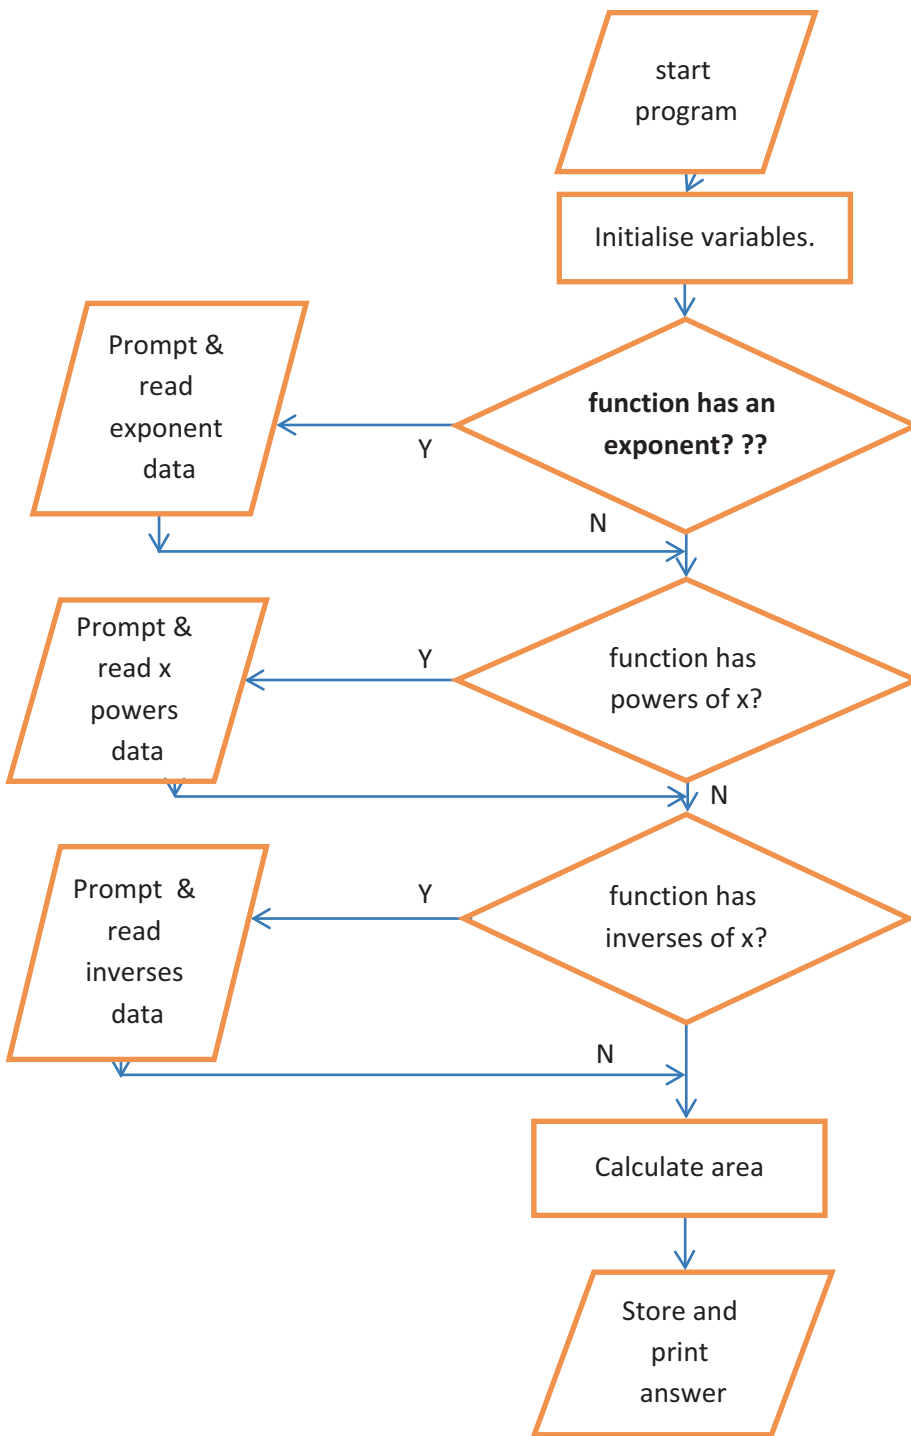 start
program
Initialise variables.
Prompt &
read
exponent
data
function has an
exponent? ??
Y
N
Prompt &
read x
powers
data
Y
function has
powers of x?
N
Prompt &
read
inverses
data
Y
function has
inverses of x?
N
Calculate area
Store and
print
answer